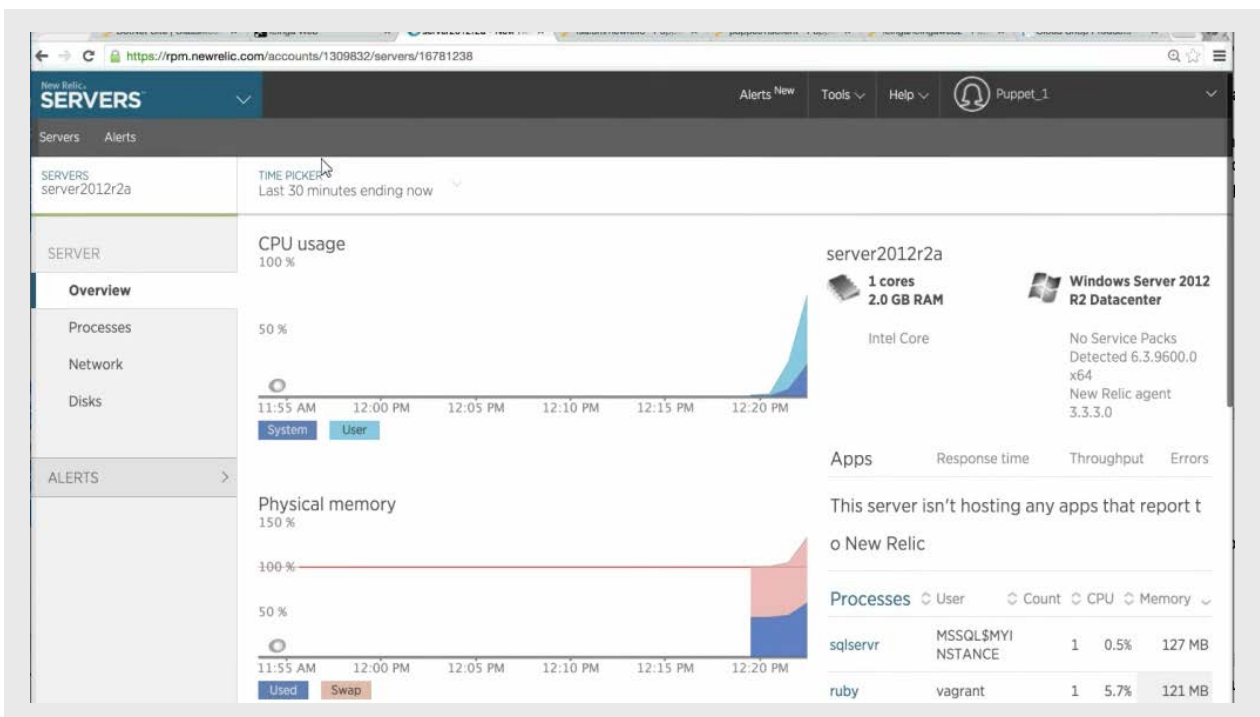 https://rpm.newrelic.com/accounts/1309832/servers/16781238
New Relic.
SERVERS
Alerts New
Tools
Help
Puppet_1
Servers
Alerts
SERVERS
server2012r2a
TIME PICKER
Last 30 minutes ending now
SERVER
Overview
Processes
Network
Disks
ALERTS
CPU usage
100 %
50 %
11:55 AM 12:00 PM 12:05 PM 12:10 PM 12:15 PM 12:20 PM
System User
Physical memory
150 %
100 %
50 %
11:55 AM 12:00 PM 12:05 PM 12:10 PM 12:15 PM 12:20 PM
Used Swap
server2012r2a
1 cores
2.0 GB RAM
Intel Core
Windows Server 2012
R2 Datacenter
No Service Packs
Detected 6.3.9600.0
x64
New Relic agent
3.3.3.0
Apps Response time Throughput Errors
This server isn't hosting any apps that report t
o New Relic
Processes User Count CPU Memory
sqlservr MSSQL$MYI
NSTANCE 1 0.5% 127 MB
ruby vagrant 1 5.7% 121 MB